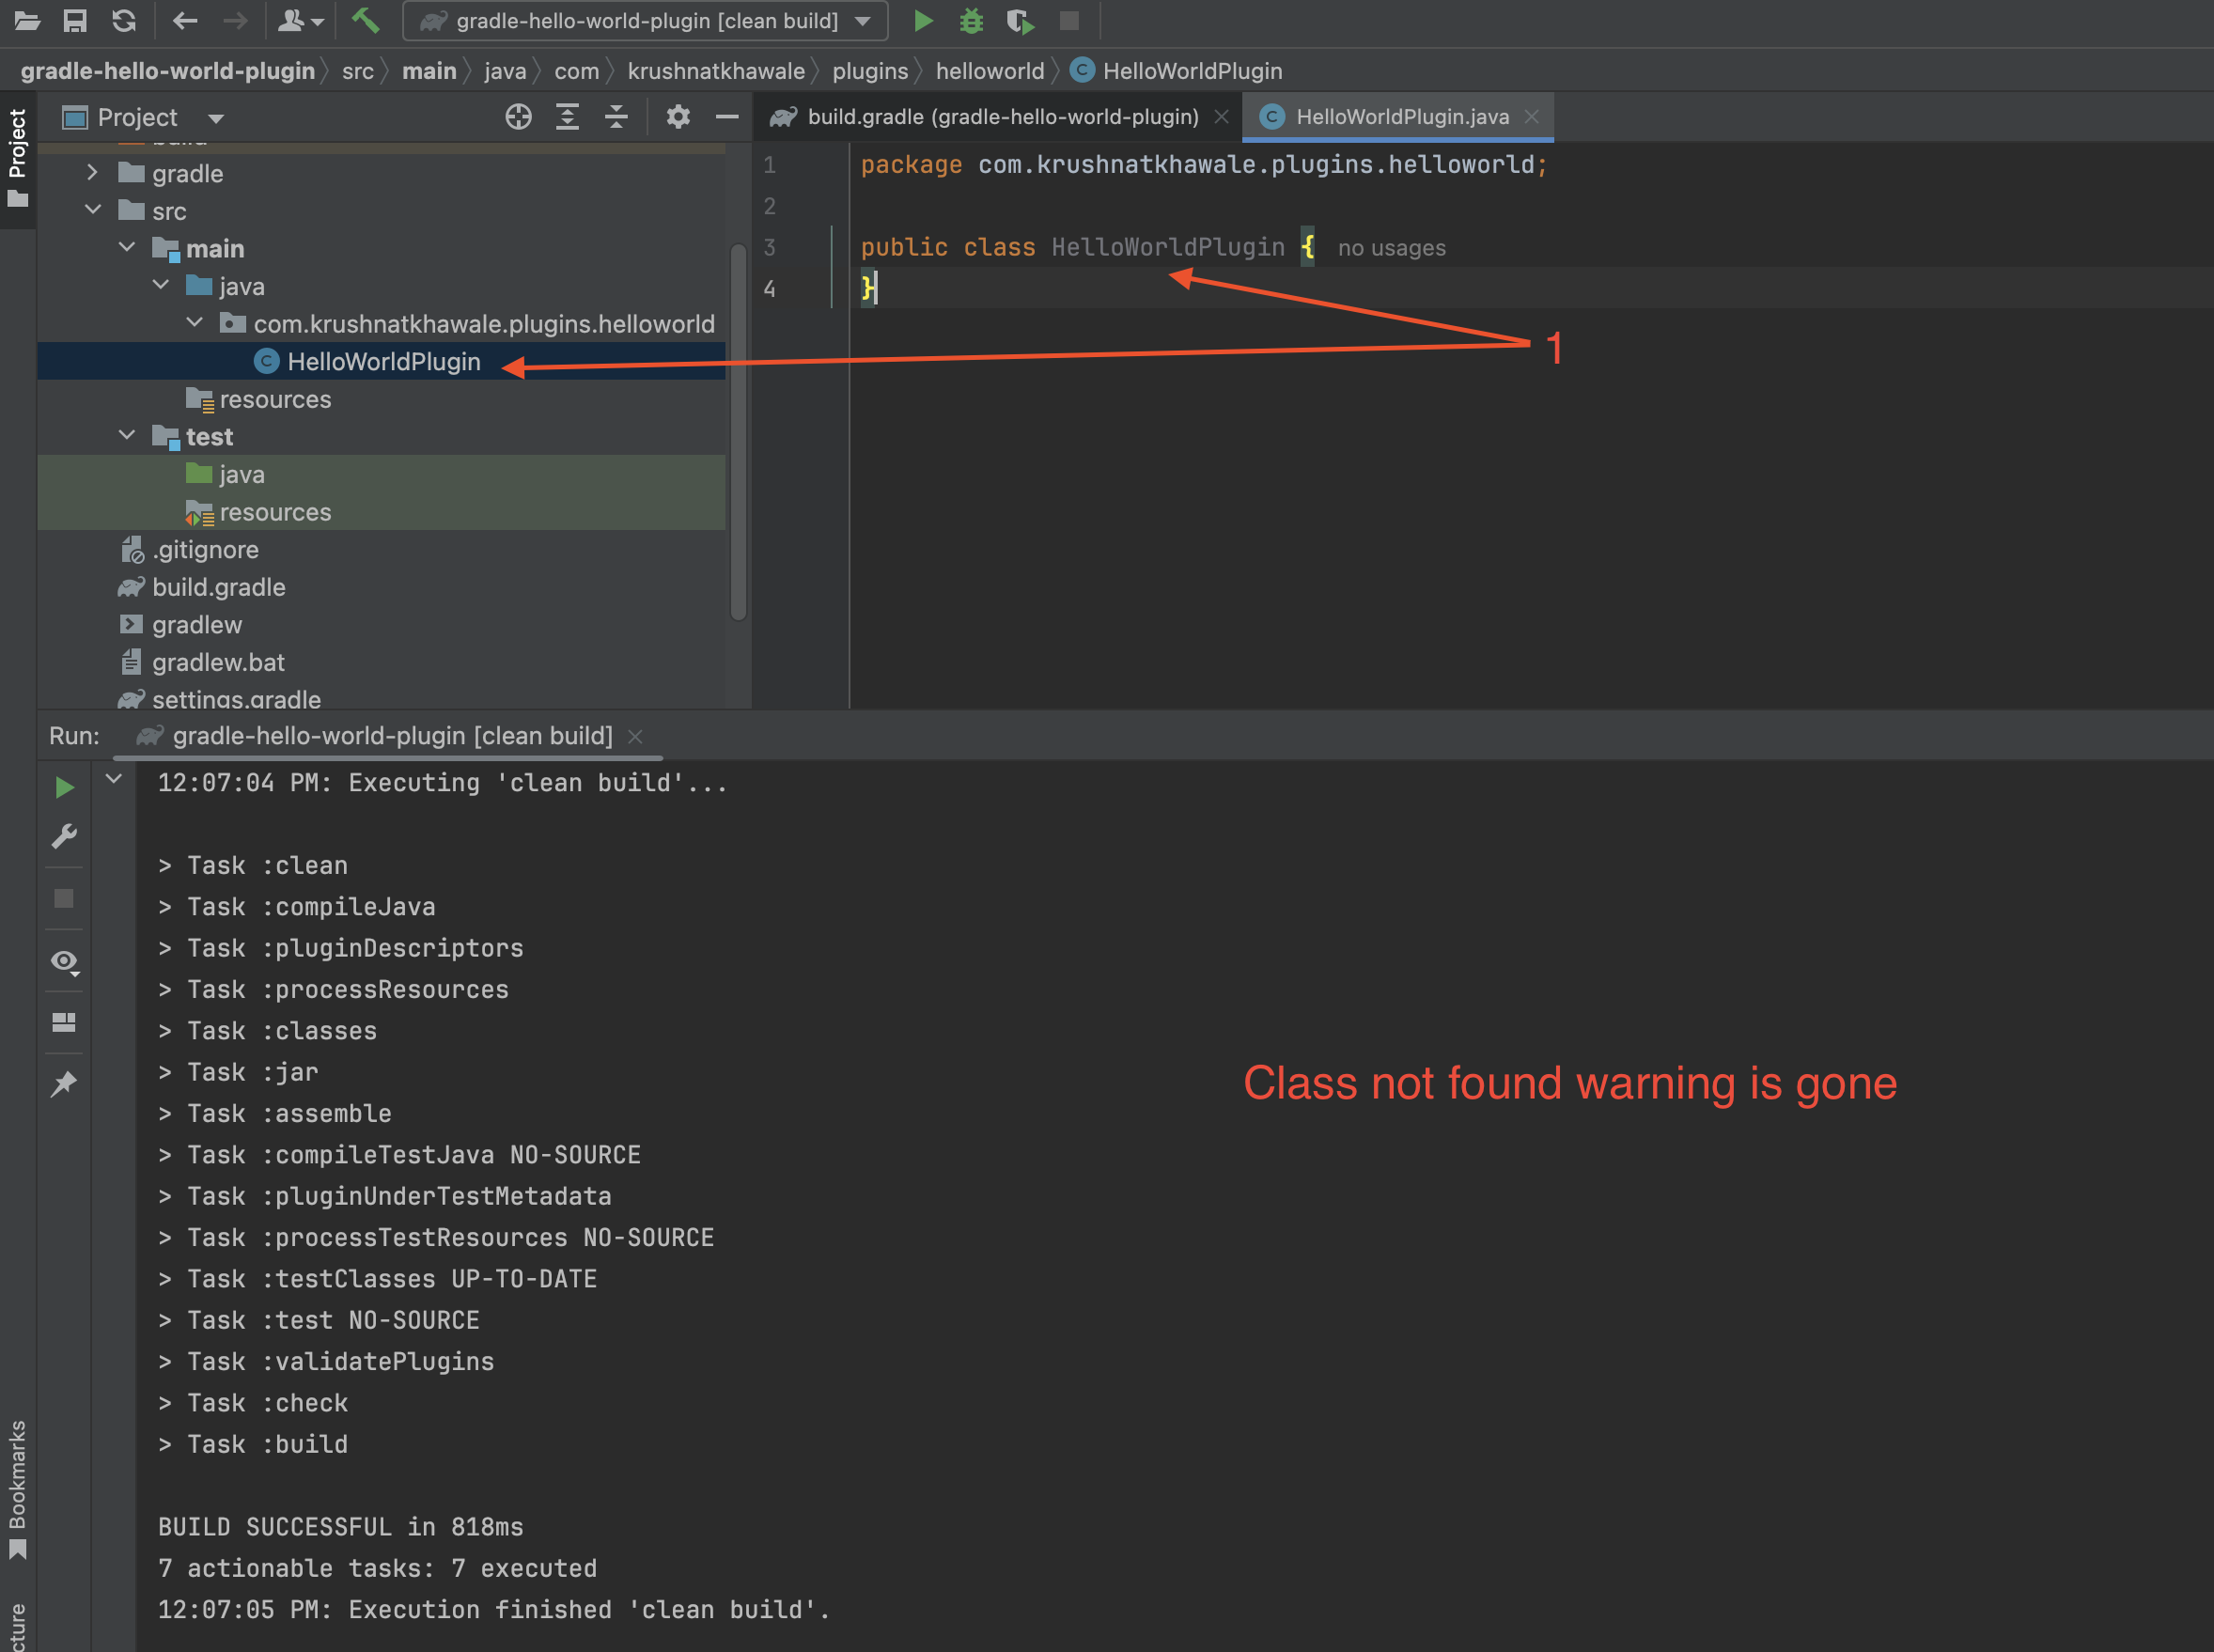 gradle-hello-world-plugin [clean build]
gradle-hello-world-plugin src main java com krushnatkhawale plugins helloworld HelloWorldPlugin
Project
Project
build.gradle (gradle-hello-world-plugin)
HelloWorldPlugin.java
build
gradle
src
main
java
com.krushnatkhawale.plugins.helloworld
HelloWorldPlugin
resources
test
java
resources
.gitignore
build.gradle
gradlew
gradlew.bat
settings.gradle
1 package com.krushnatkhawale.plugins.helloworld;
2
3 public class HelloWorldPlugin { no usages
4 }
1
Run: gradle-hello-world-plugin [clean build]
12:07:04 PM: Executing 'clean build'...
> Task :clean
> Task :compileJava
> Task :pluginDescriptors
> Task :processResources
> Task :classes
> Task :jar
> Task :assemble
> Task :compileTestJava NO-SOURCE
> Task :pluginUnderTestMetadata
> Task :processTestResources NO-SOURCE
> Task :testClasses UP-TO-DATE
> Task :test NO-SOURCE
> Task :validatePlugins
> Task :check
> Task :build
BUILD SUCCESSFUL in 818ms
7 actionable tasks: 7 executed
12:07:05 PM: Execution finished 'clean build'.
Class not found warning is gone
Bookmarks
cture